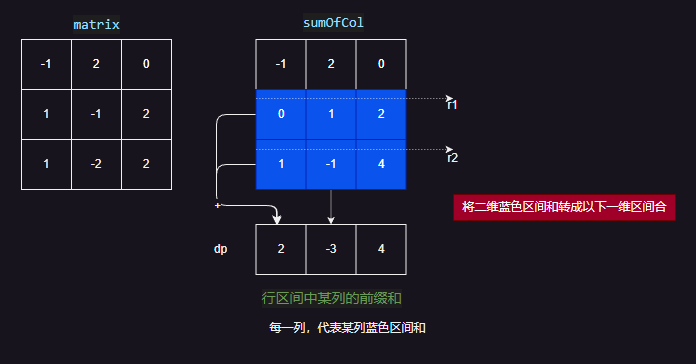 matrix
sumOfCol
-1 2 0
-1 2 0
1 -1 2
0 1 2
r1
1 -2 2
1 -1 4
r2
+
将二维蓝色区间和转成以下一维区间合
dp
2 -3 4
行区间中某列的前缀和
每一列，代表某列蓝色区间和